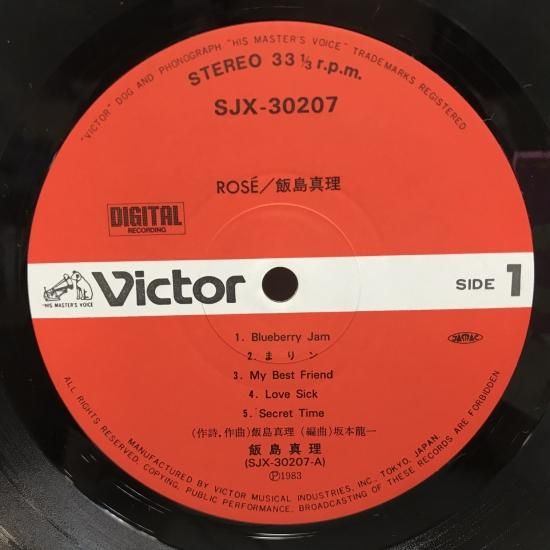 "VICTOR" DOG AND PHONOGRAPH "HIS MASTER'S VOICE" TRADEMARKS REGISTERED
STEREO 33 ⅓ r.p.m.
SJX-30207
ROSÉ／飯島真理
DIGITAL
RECORDING
"HIS MASTER'S VOICE"
Victor
SIDE 1
JASRAC
1. Blueberry Jam
2. まりン
3. My Best Friend
4. Love Sick
5. Secret Time
(作詩,作曲)飯島真理 (編曲)坂本龍一
飯島真理
(SJX-30207-A)
Ⓟ1983
ALL RIGHTS RESERVED. COPYING, PUBLIC PERFORMANCE, BROADCASTING OF THESE RECORDS ARE FORBIDDEN
MANUFACTURED BY VICTOR MUSICAL INDUSTRIES, INC., TOKYO, JAPAN.